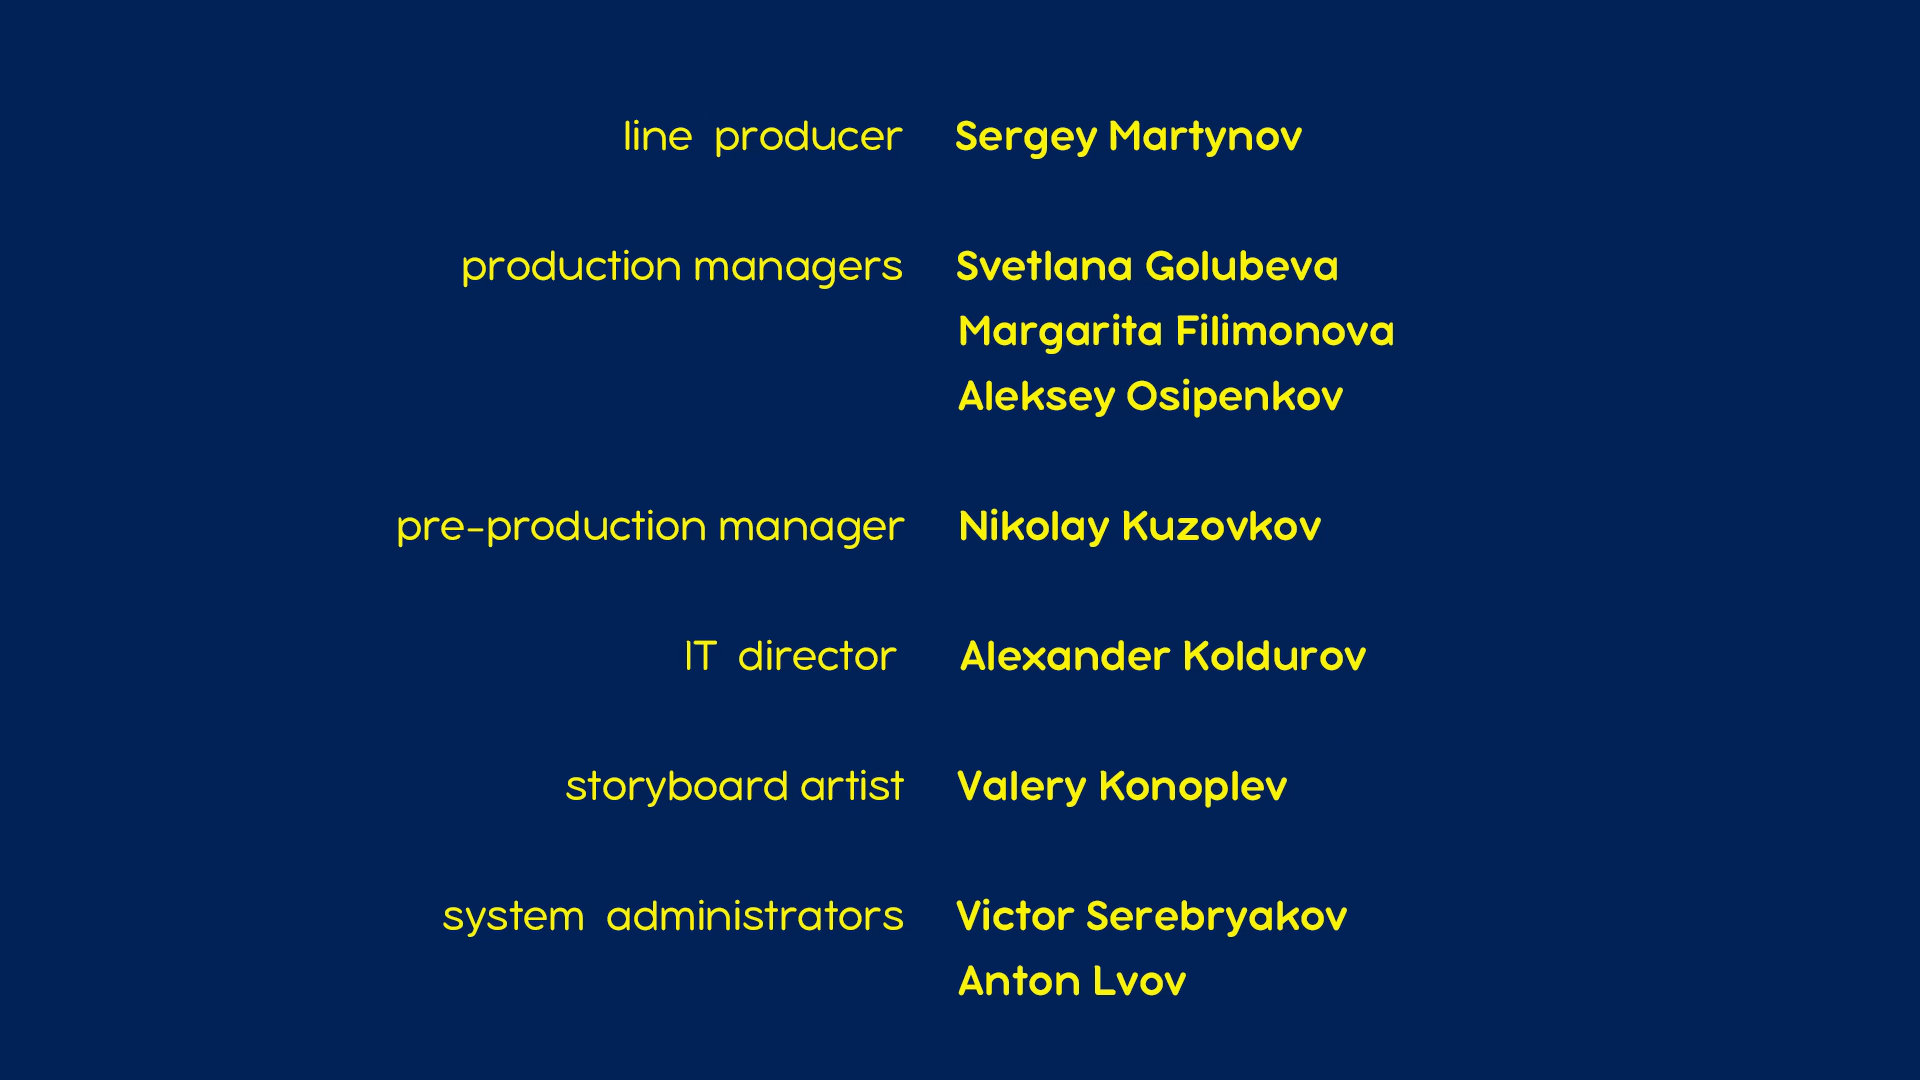 line producer Sergey Martynov
production managers Svetlana Golubeva
Margarita Filimonova
Aleksey Osipenkov
pre-production manager Nikolay Kuzovkov
IT director Alexander Koldurov
storyboard artist Valery Konoplev
system administrators Victor Serebryakov
Anton Lvov